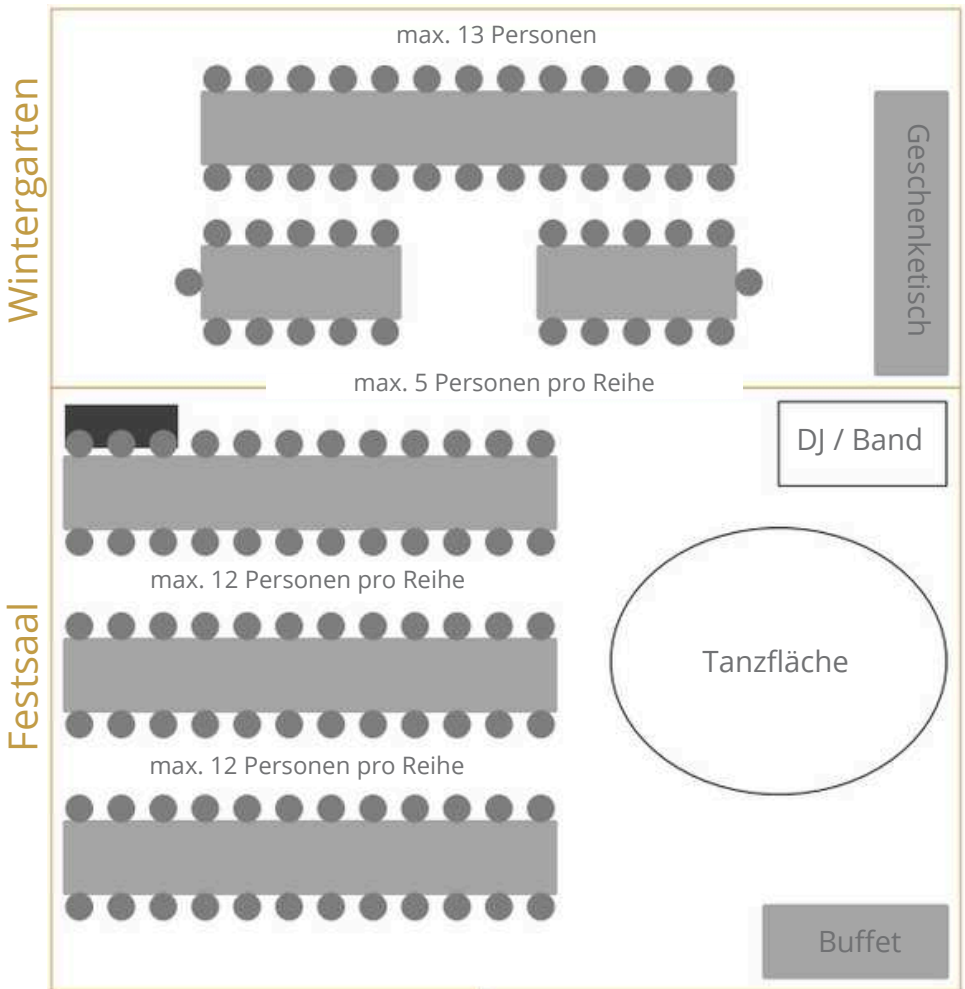 Wintergarten
max. 13 Personen
Geschenketisch
max. 5 Personen pro Reihe
Festsaal
DJ / Band
max. 12 Personen pro Reihe
Tanzfläche
max. 12 Personen pro Reihe
Buffet